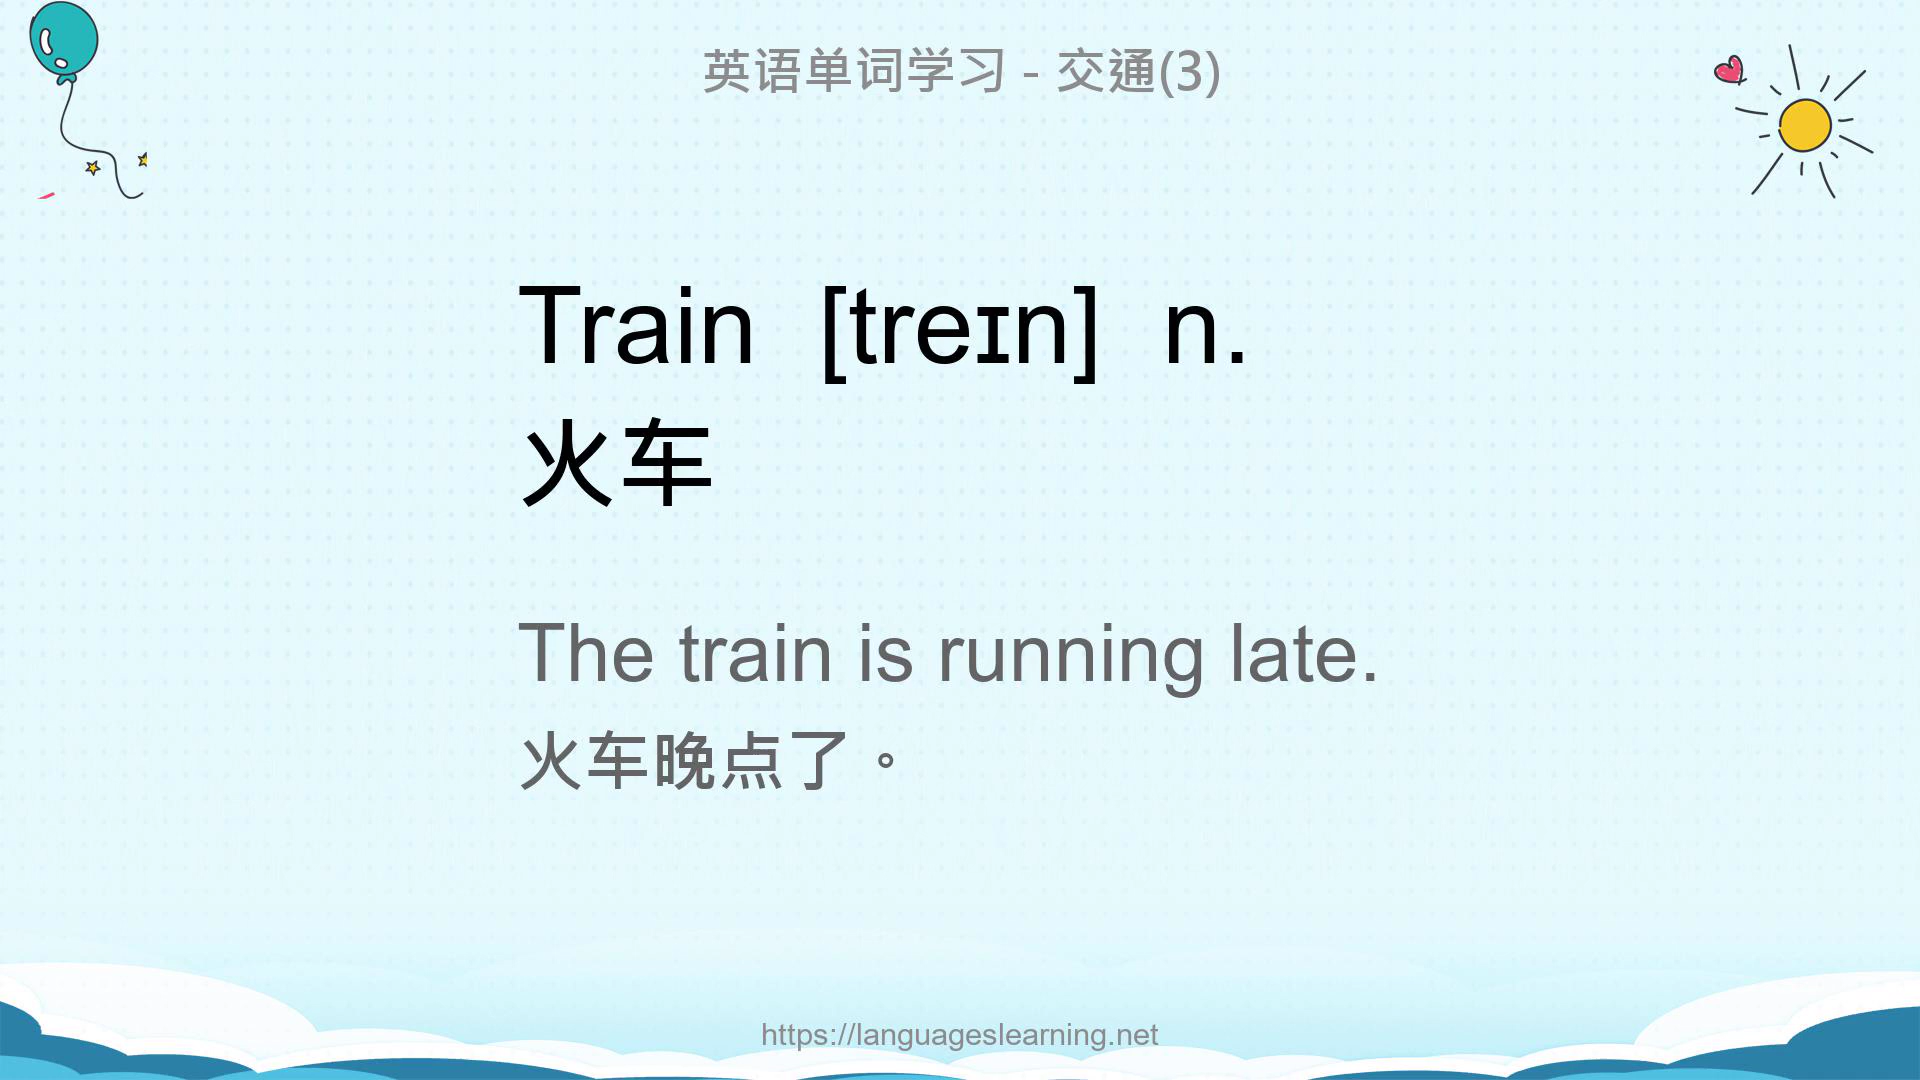 英语单词学习 - 交通(3)
Train [treɪn] n.
火车
The train is running late.
火车晚点了。
https://languageslearning.net